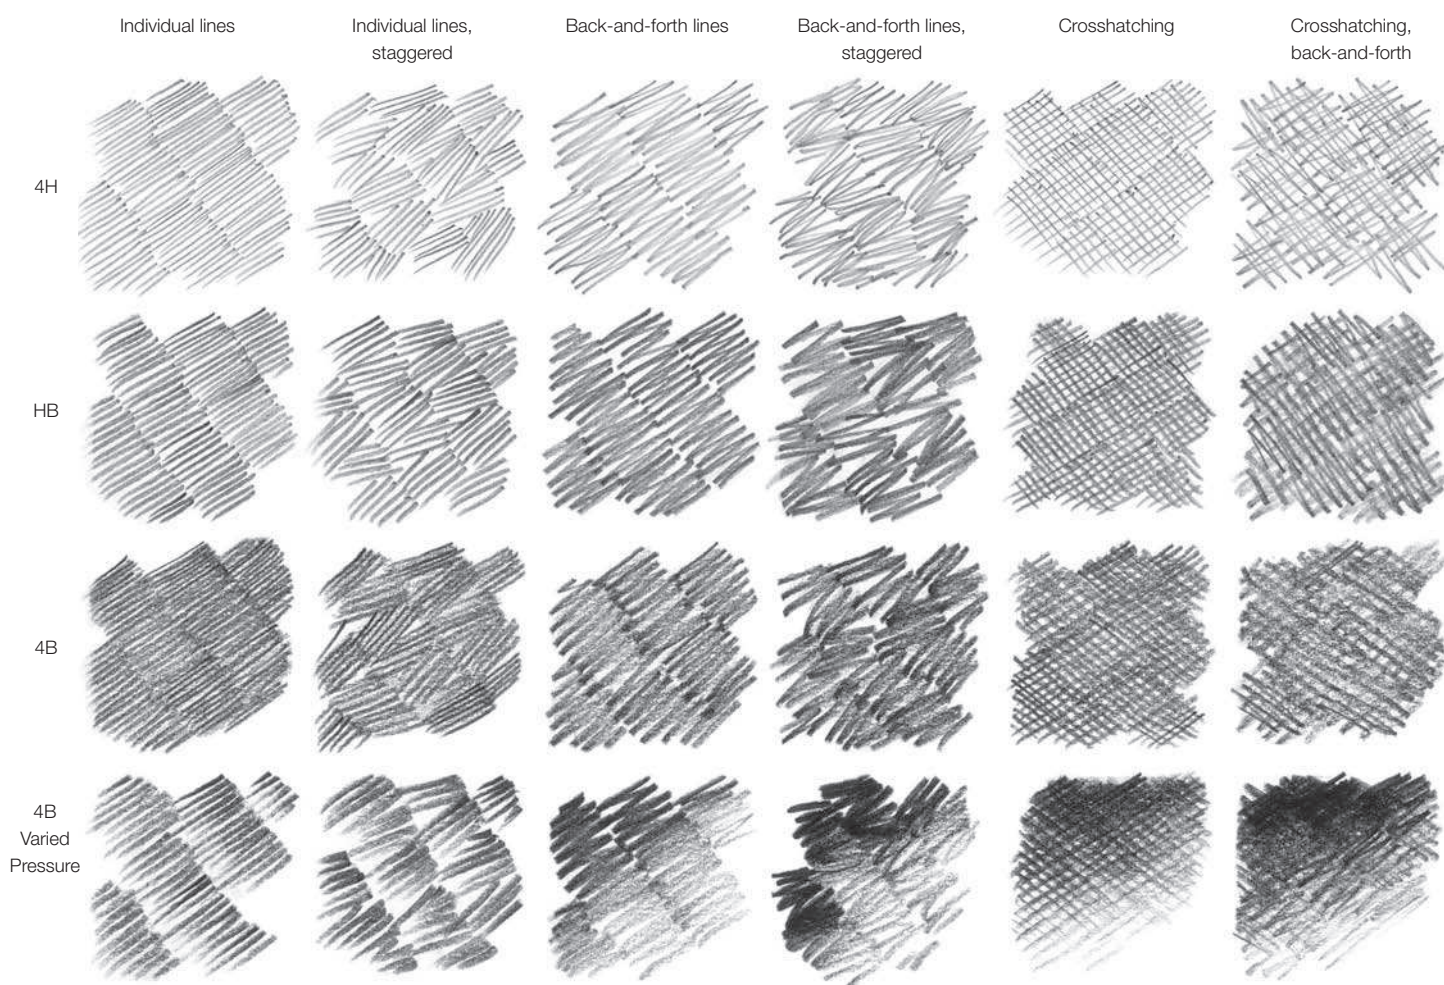 Individual lines
Individual lines,
staggered
Back-and-forth lines
Back-and-forth lines,
staggered
Crosshatching
Crosshatching,
back-and-forth
4H
HB
4B
4B
Varied
Pressure